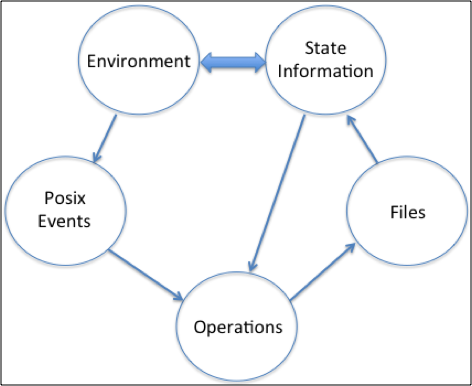 Environment
State
Information
Posix
Events
Files
Operations